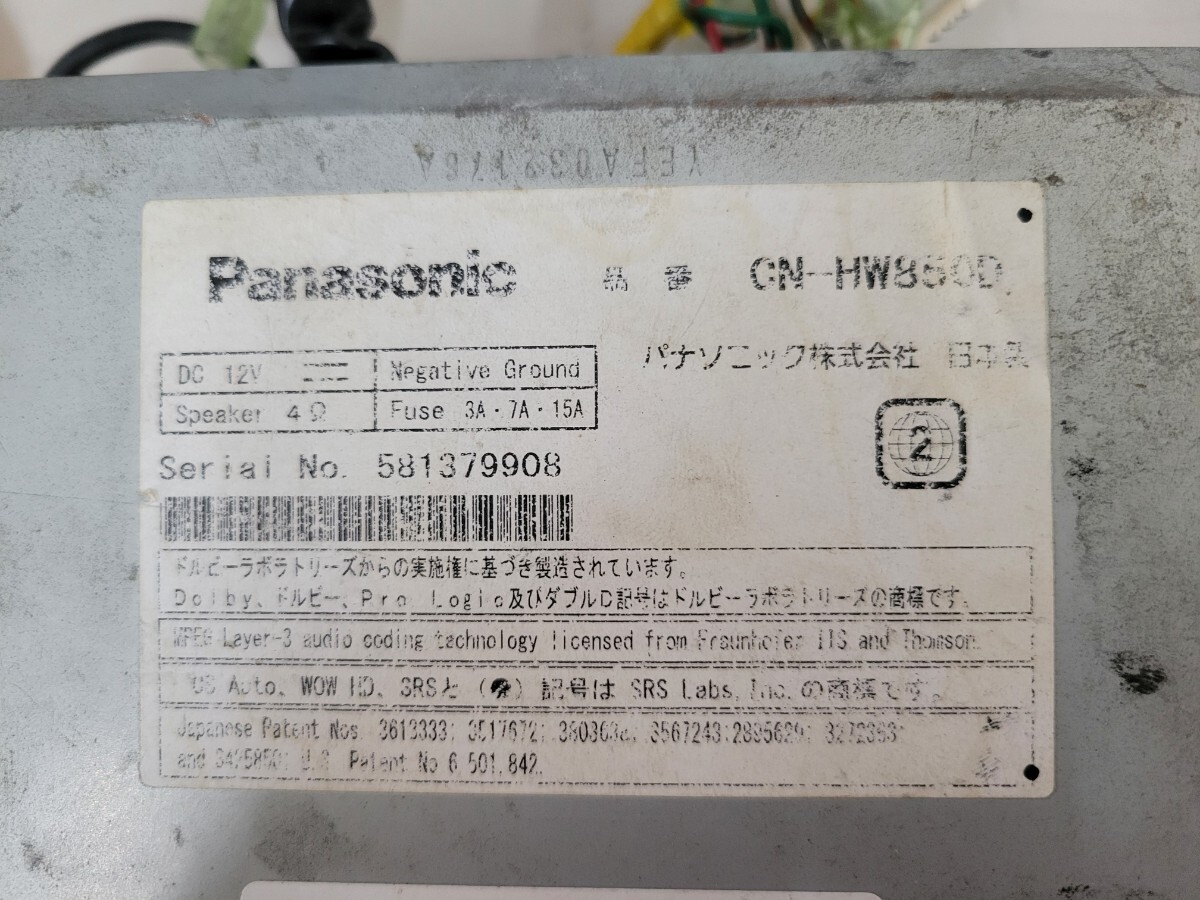 YEFA0321178A
Panasonic 品番 CN-HW850D
パナソニック株式会社 日本製
DC 12V Negative Ground
Speaker 4Ω Fuse 3A・7A・15A
Serial No. 581379908
2
ドルビーラボラトリーズからの実施権に基づき製造されています。
Dolby、ドルビー、Pro Logic及びダブルD記号はドルビーラボラトリーズの商標です。
MPEG Layer-3 audio coding technology licensed from Fraunhofer IIS and Thomson.
Auto、WOW HD、SRSと ( ) 記号は SRS Labs, Inc. の商標です。
Japanese Patent Nos. 3613333; 3517672; 3567243;
and U.S. Patent No 6,501,842.